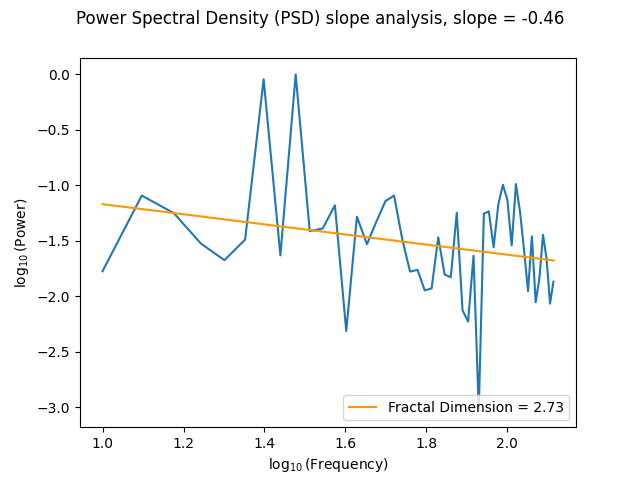 Power Spectral Density (PSD) slope analysis, slope = -0.46
0.0
−0.5
−1.0
−1.5
−2.0
−2.5
−3.0
log10 (Power)
Fractal Dimension = 2.73
1.0 1.2 1.4 1.6 1.8 2.0
log10 (Frequency)